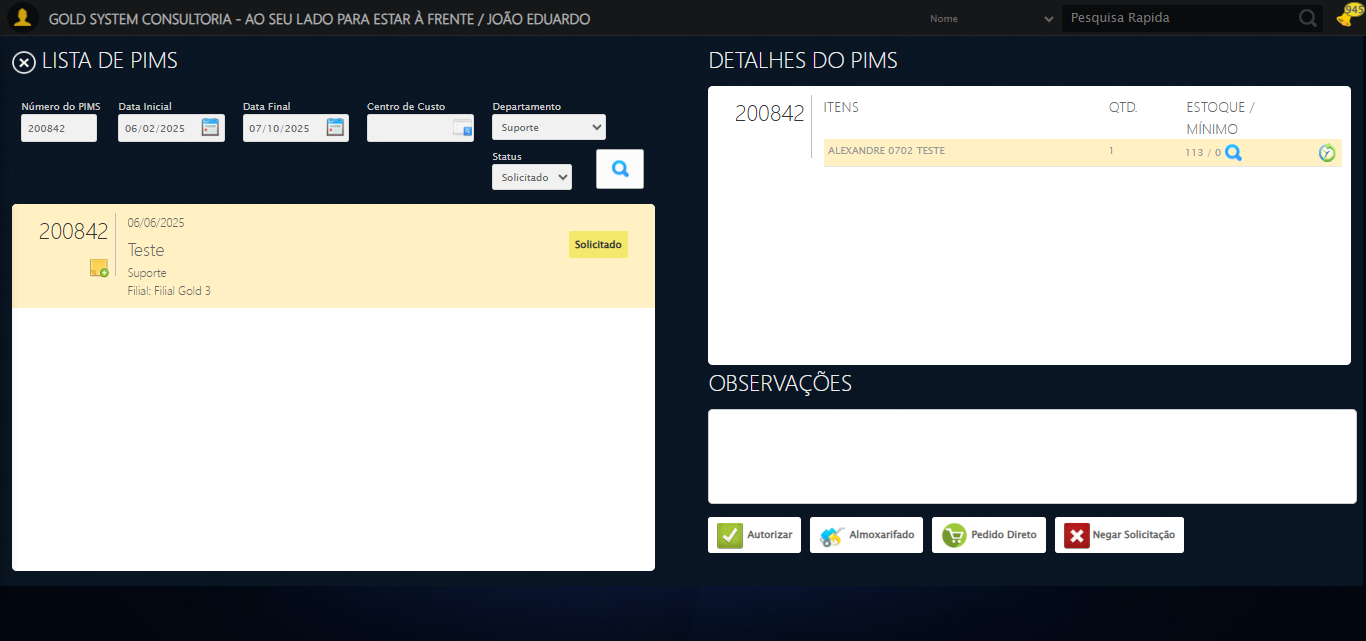 GOLD SYSTEM CONSULTORIA - AO SEU LADO PARA ESTAR À FRENTE / JOÃO EDUARDO
Nome
Pesquisa Rapida
945
LISTA DE PIMS
Número do PIMS
Data Inicial
Data Final
Centro de Custo
Departamento
200842
06/02/2025
07/10/2025
Suporte
Status
Solicitado
200842
06/06/2025
Teste
Suporte
Filial: Filial Gold 3
Solicitado
DETALHES DO PIMS
200842
ITENS
QTD.
ESTOQUE /
MÍNIMO
ALEXANDRE 0702 TESTE
1
113 / 0
OBSERVAÇÕES
Autorizar
Almoxarifado
Pedido Direto
Negar Solicitação